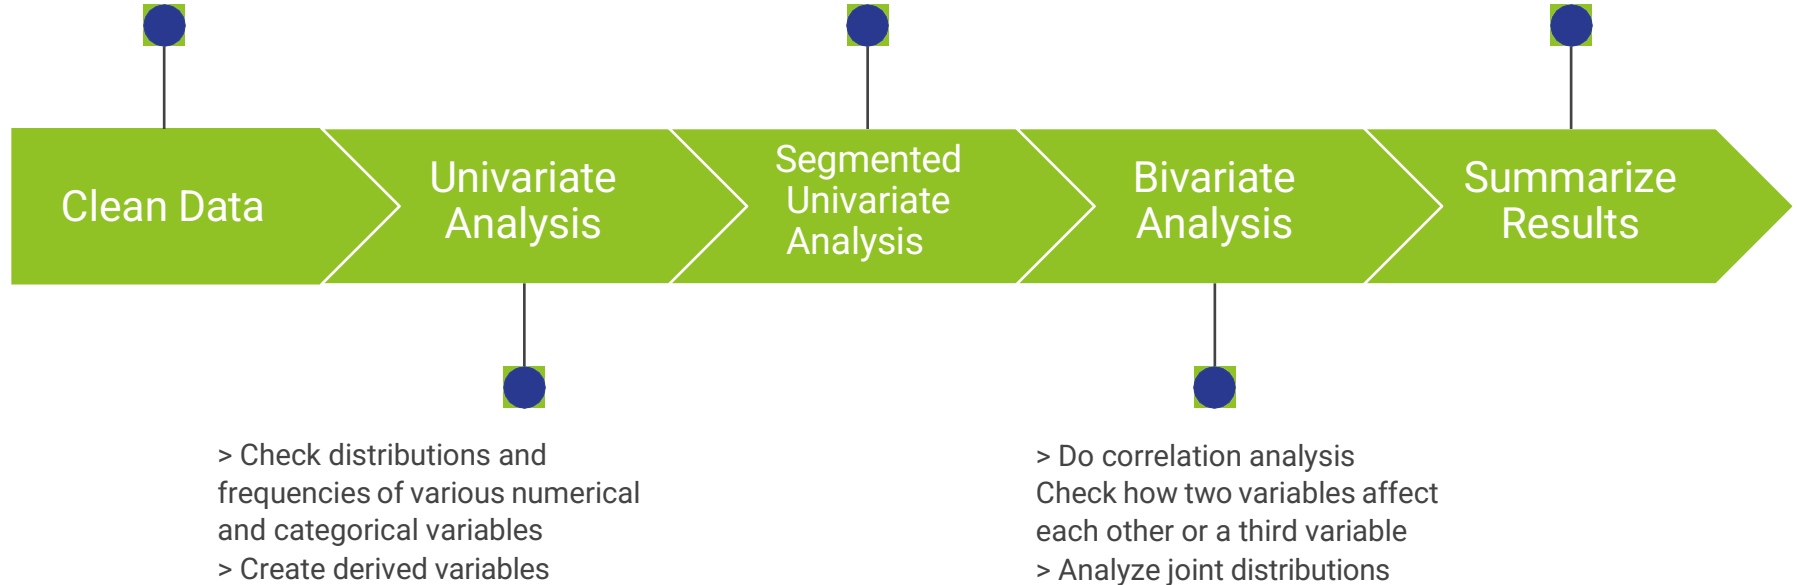 Clean Data
Univariate
Analysis
Segmented
Univariate
Analysis
Bivariate
Analysis
Summarize
Results
> Check distributions and
frequencies of various numerical
and categorical variables
> Create derived variables
> Do correlation analysis
Check how two variables affect
each other or a third variable
> Analyze joint distributions